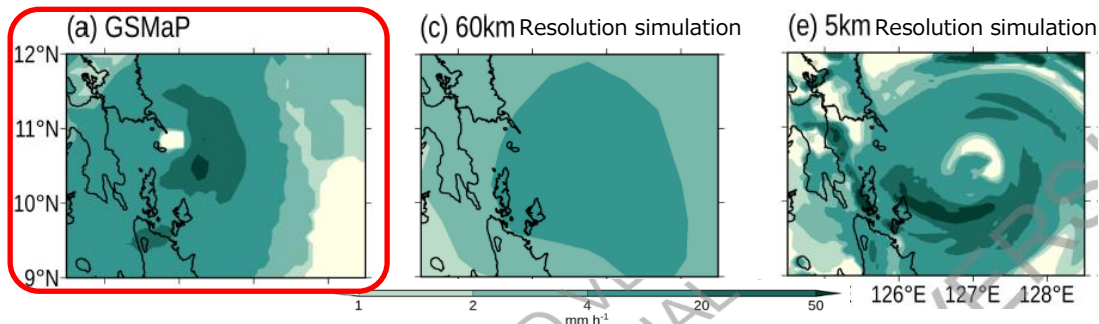 (a) GSMaP
(c) 60km Resolution simulation
(e) 5km Resolution simulation
12°N
11°N
10°N
9°N
126°E 127°E 128°E
1 2 4 20 50
mm h⁻¹